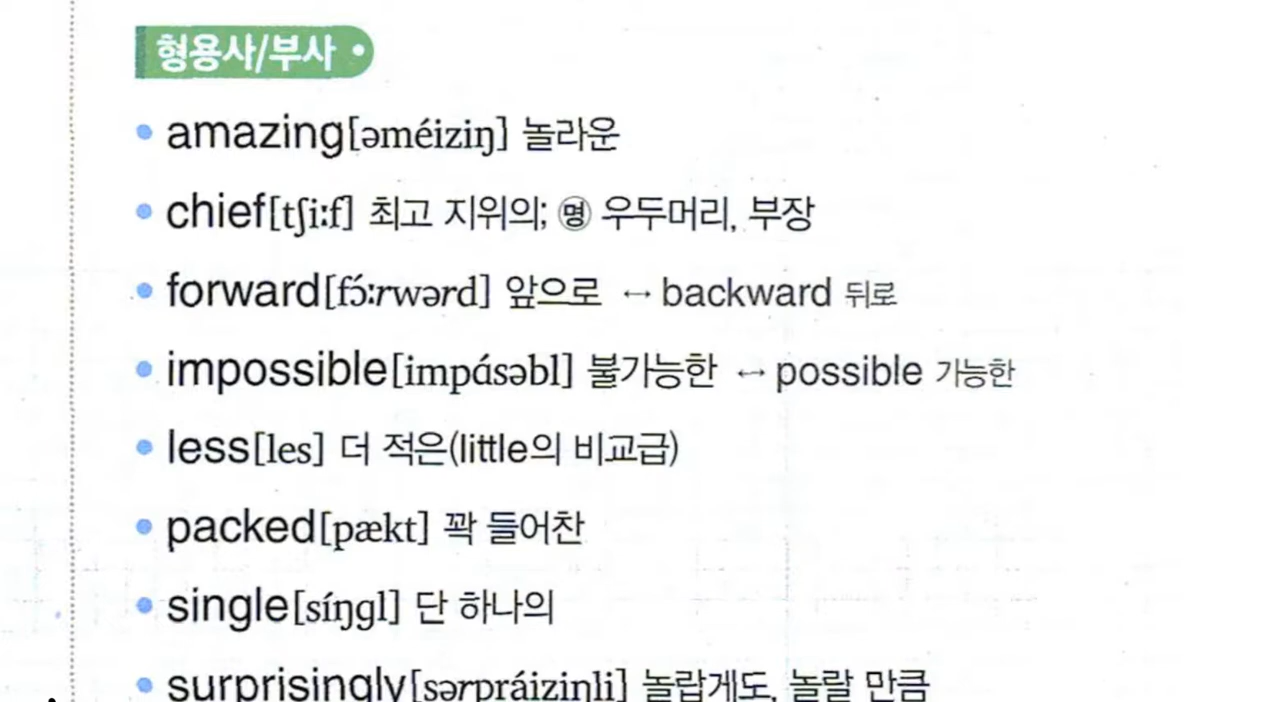 형용사/부사
amazing[əméiziŋ] 놀라운
chief[tʃiːf] 최고 지위의; ㊔ 우두머리, 부장
forward[fɔ́ːrwərd] 앞으로 ↔ backward 뒤로
impossible[impάsəbl] 불가능한 ↔ possible 가능한
less[les] 더 적은(little의 비교급)
packed[pækt] 꽉 들어찬
single[síŋgl] 단 하나의
surprisingly[sərpráiziŋli] 놀랍게도, 놀랄 만큼